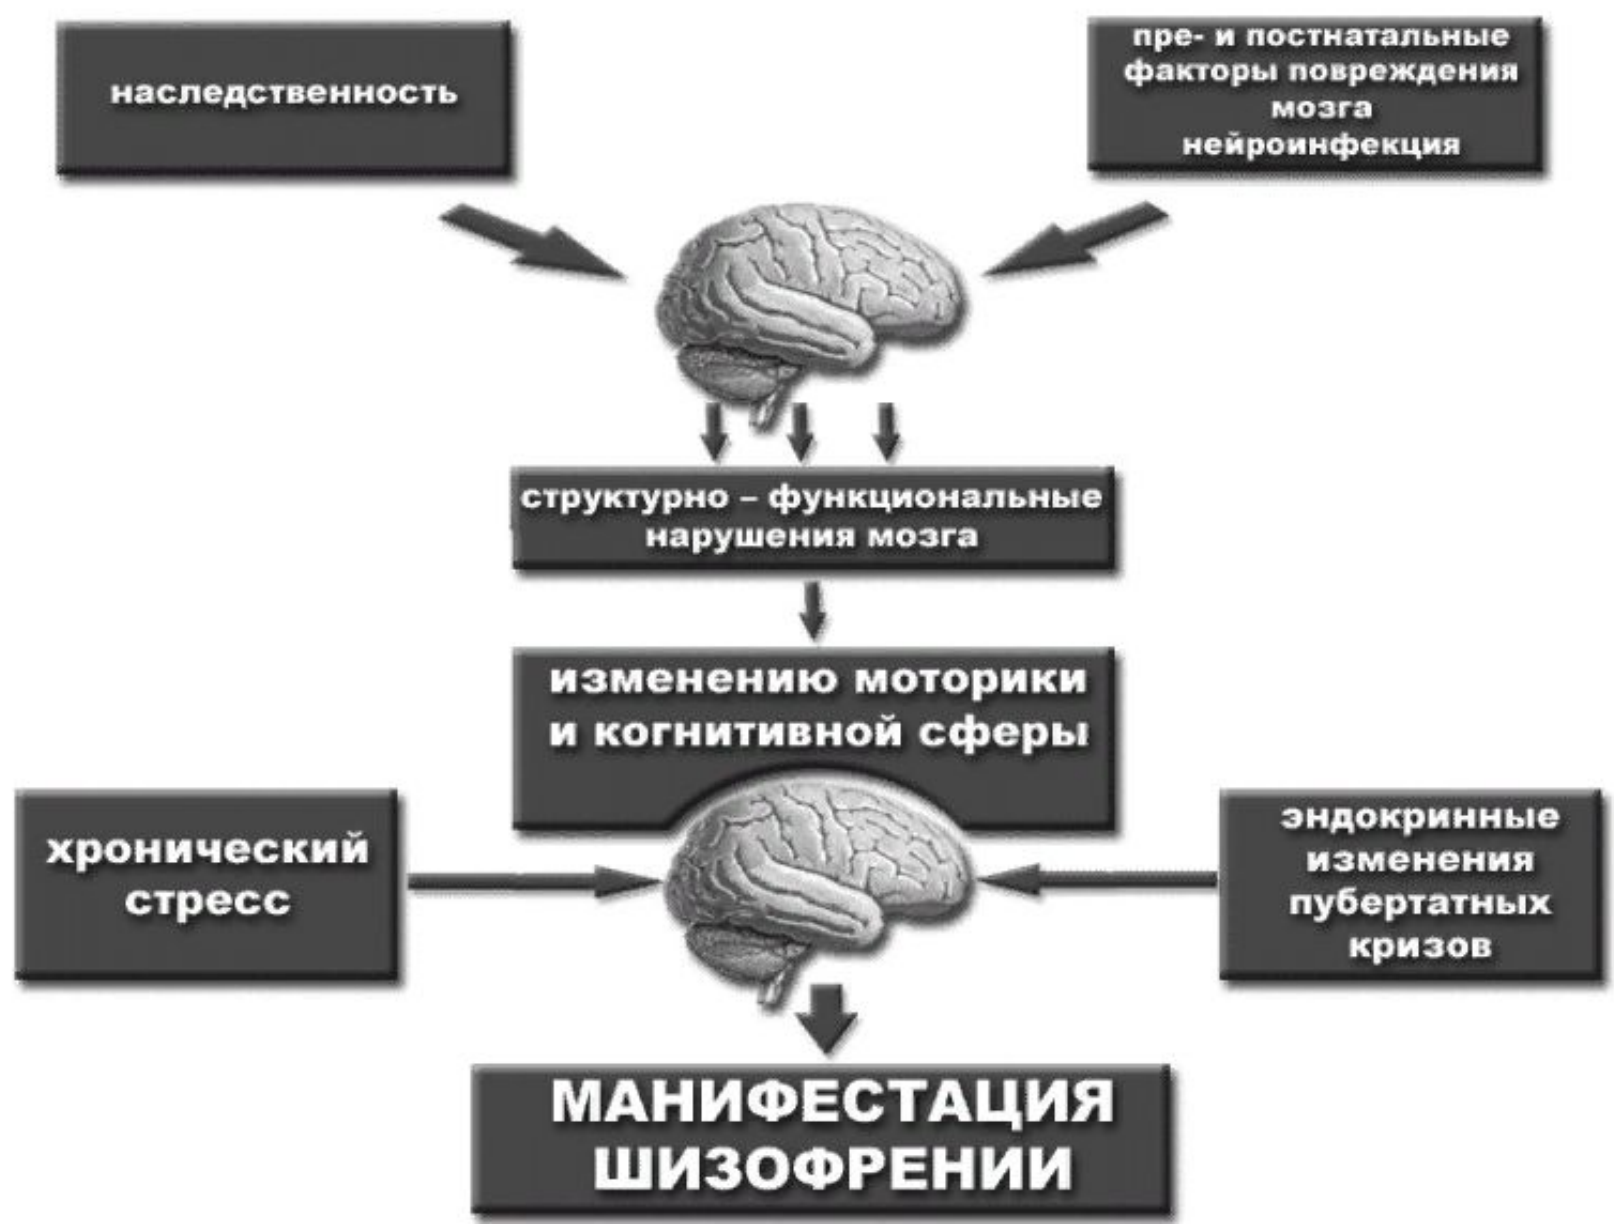 наследственность
пре- и постнатальные
факторы повреждения
мозга
нейроинфекция
структурно – функциональные
нарушения мозга
изменению моторики
и когнитивной сферы
хронический
стресс
эндокринные
изменения
пубертатных
кризов
МАНИФЕСТАЦИЯ
ШИЗОФРЕНИИ